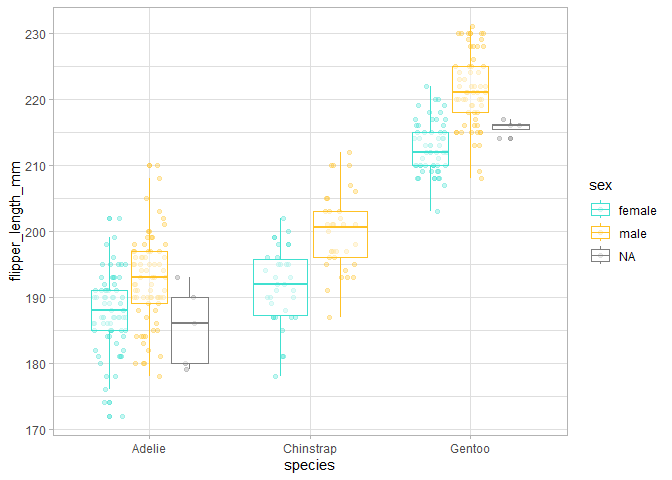 230
220
210
200
190
180
170
flipper_length_mm
Adelie
Chinstrap
Gentoo
species
sex
female
male
NA